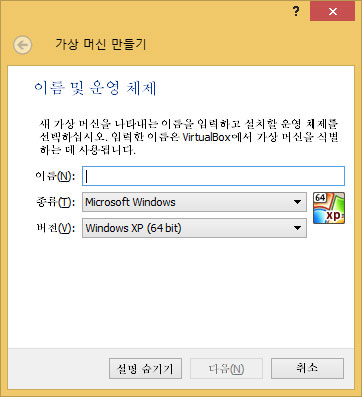 ?
가상 머신 만들기
이름 및 운영 체제
새 가상 머신을 나타내는 이름을 입력하고 설치할 운영 체제를
선택하십시오. 입력한 이름은 VirtualBox에서 가상 머신을 식별
하는 데 사용됩니다.
이름(N):
종류(T): Microsoft Windows
64
XP
버전(V): Windows XP (64 bit)
설명 숨기기 다음(N) 취소